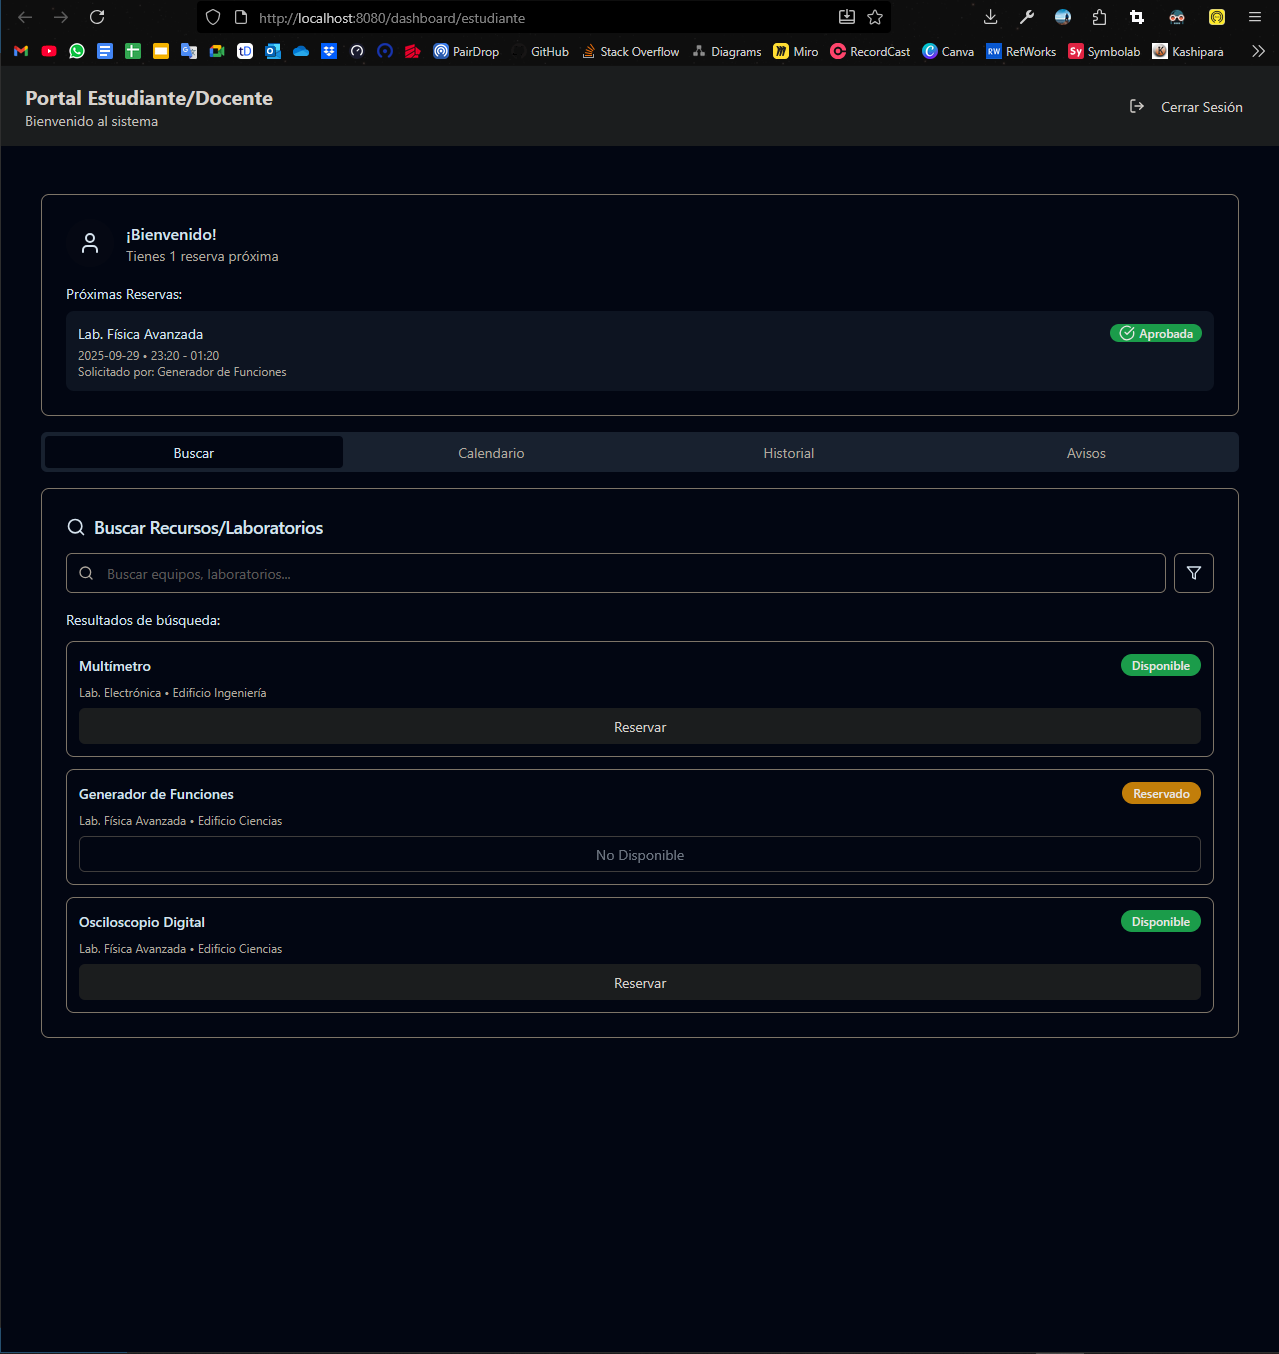 http://localhost:8080/dashboard/estudiante
PairDrop GitHub Stack Overflow Diagrams Miro RecordCast Canva RW RefWorks Sy Symbolab Kashipara
Portal Estudiante/Docente
Bienvenido al sistema
Cerrar Sesión
¡Bienvenido!
Tienes 1 reserva próxima
Próximas Reservas:
Lab. Física Avanzada
Aprobada
2025-09-29 • 23:20 - 01:20
Solicitado por: Generador de Funciones
Buscar Calendario Historial Avisos
Buscar Recursos/Laboratorios
Buscar equipos, laboratorios...
Resultados de búsqueda:
Multímetro
Disponible
Lab. Electrónica • Edificio Ingeniería
Reservar
Generador de Funciones
Reservado
Lab. Física Avanzada • Edificio Ciencias
No Disponible
Osciloscopio Digital
Disponible
Lab. Física Avanzada • Edificio Ciencias
Reservar